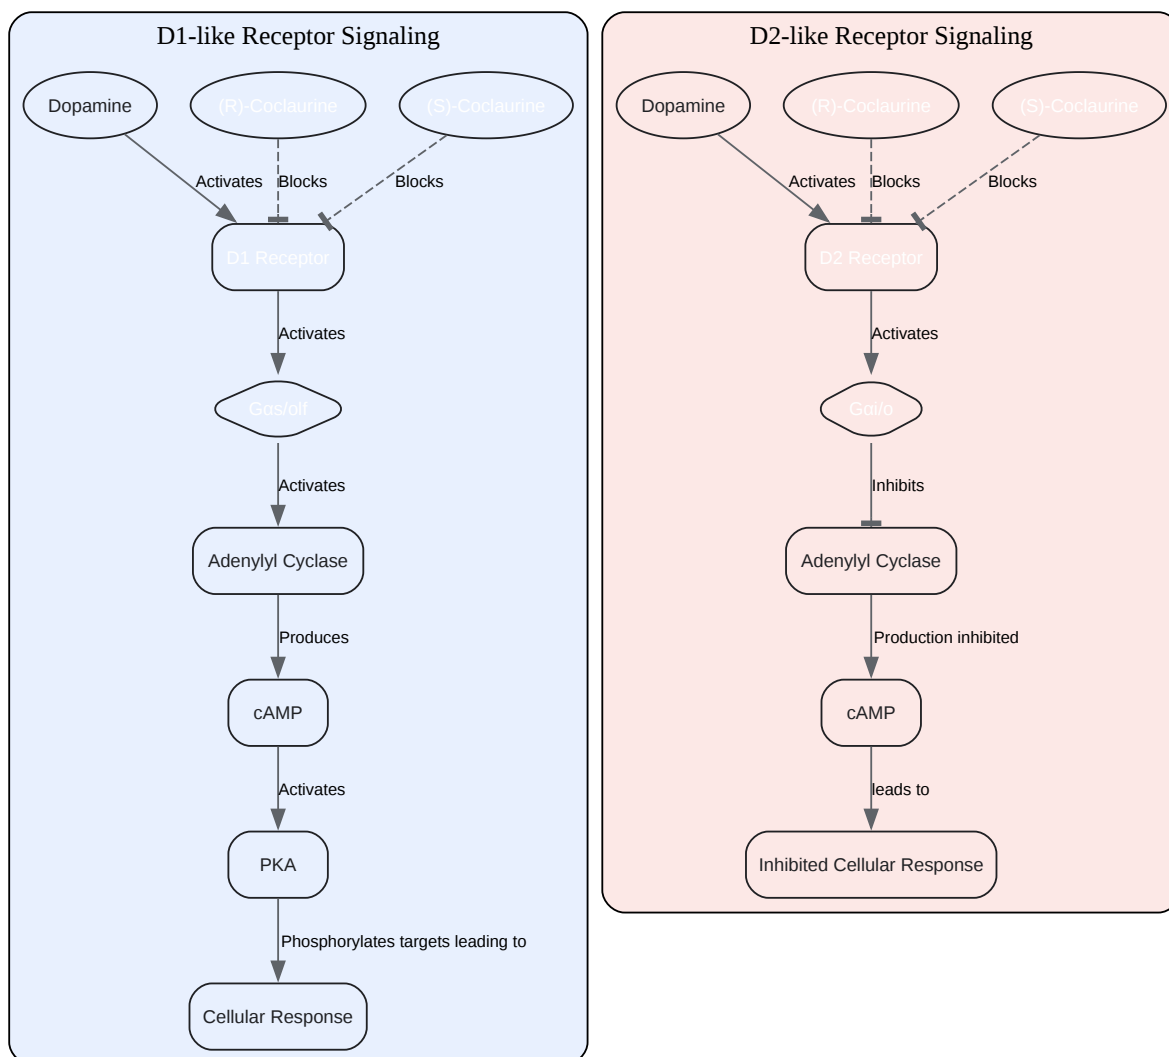 D1-like Receptor Signaling
Dopamine
(R)-Coclaurine
(S)-Coclaurine
Activates
Blocks
Blocks
D1 Receptor
Activates
Gαs/olf
Activates
Adenylyl Cyclase
Produces
cAMP
Activates
PKA
Phosphorylates targets leading to
Cellular Response
D2-like Receptor Signaling
Dopamine
(R)-Coclaurine
(S)-Coclaurine
Activates
Blocks
Blocks
D2 Receptor
Activates
Gαi/o
Inhibits
Adenylyl Cyclase
Production inhibited
cAMP
leads to
Inhibited Cellular Response